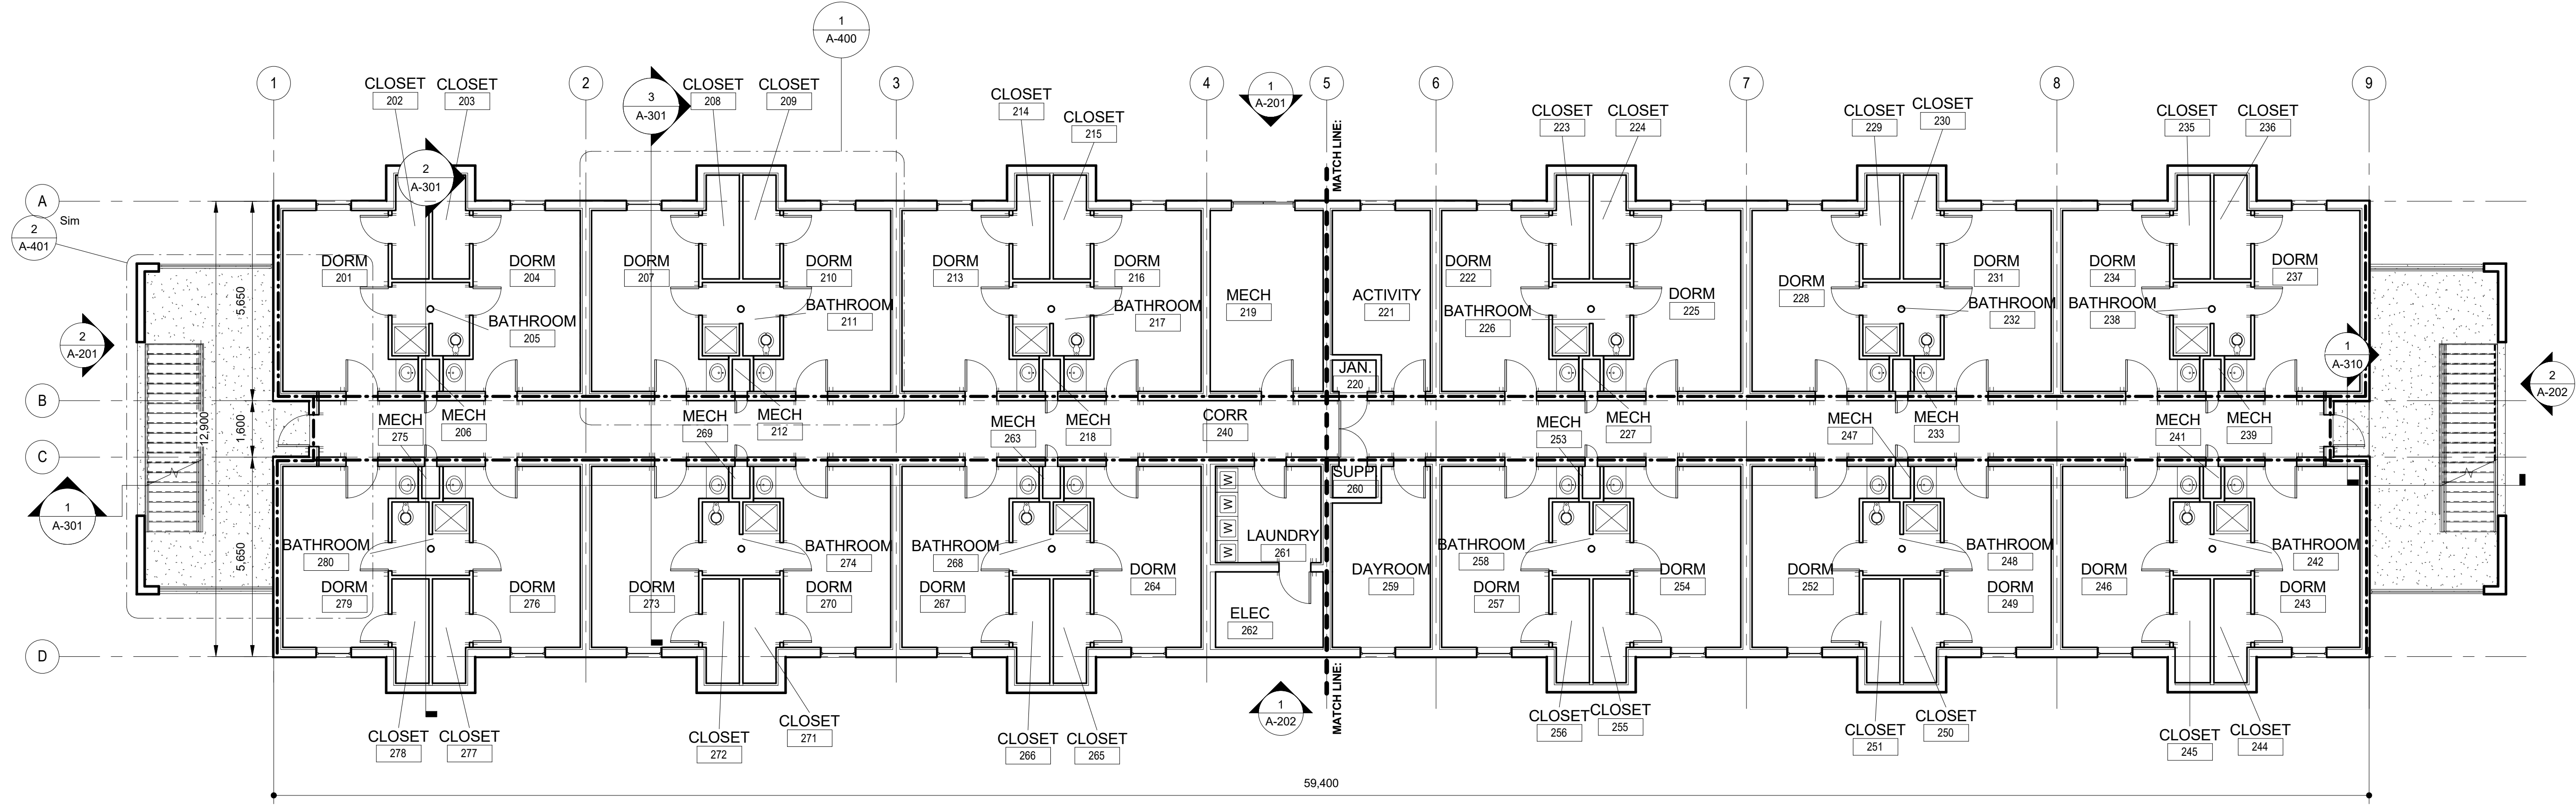 1
A-400
1
2
3
4
5
6
7
8
9
CLOSET
202
CLOSET
203
3
A-301
CLOSET
208
CLOSET
209
CLOSET
214
CLOSET
215
1
A-201
MATCH LINE:
CLOSET
223
CLOSET
224
CLOSET
229
CLOSET
230
CLOSET
235
CLOSET
236
2
A-301
A
Sim
2
A-401
DORM
201
DORM
204
DORM
207
DORM
210
DORM
213
DORM
216
MECH
219
ACTIVITY
221
DORM
222
DORM
225
DORM
228
DORM
231
DORM
234
DORM
237
5,650
BATHROOM
205
BATHROOM
211
BATHROOM
217
BATHROOM
226
BATHROOM
232
BATHROOM
238
2
A-201
1
A-310
JAN.
220
2
A-202
B
12,900
1,600
MECH
275
MECH
206
MECH
269
MECH
212
MECH
263
MECH
218
CORR
240
MECH
253
MECH
227
MECH
247
MECH
233
MECH
241
MECH
239
C
SUPP
260
1
A-301
W
W
W
W
5,650
BATHROOM
280
BATHROOM
274
BATHROOM
268
LAUNDRY
261
BATHROOM
258
BATHROOM
248
BATHROOM
242
DORM
279
DORM
276
DORM
273
DORM
270
DORM
267
DORM
264
DAYROOM
259
DORM
257
DORM
254
DORM
252
DORM
249
DORM
246
DORM
243
ELEC
262
D
MATCH LINE:
CLOSET
278
CLOSET
277
CLOSET
272
CLOSET
271
CLOSET
266
CLOSET
265
1
A-202
CLOSET
256
CLOSET
255
CLOSET
251
CLOSET
250
CLOSET
245
CLOSET
244
59,400